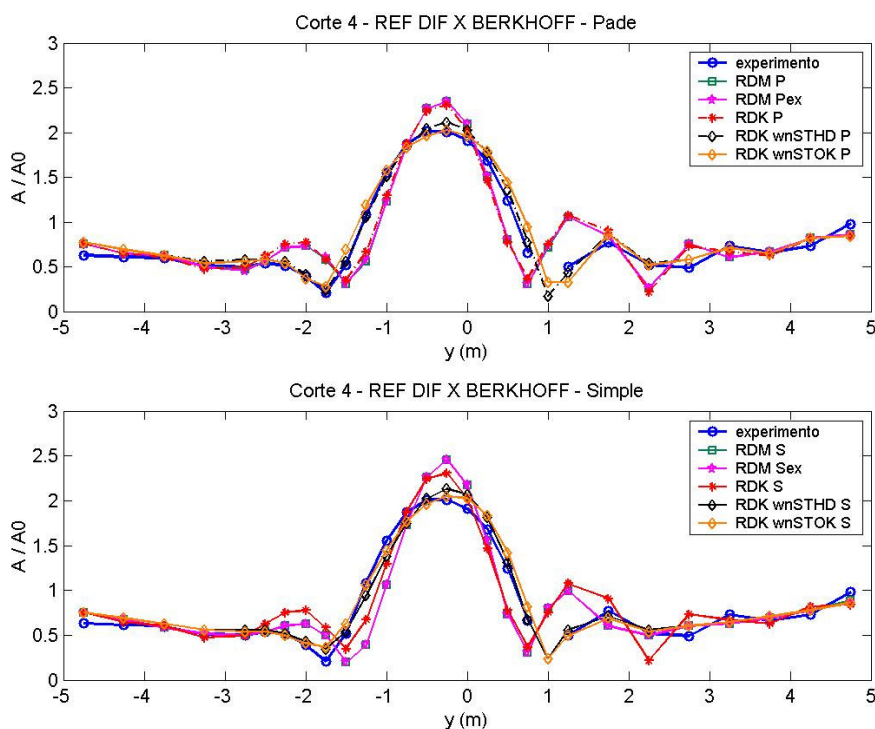 Corte 4 - REF DIF X BERKHOFF - Pade
3
2.5
2
1.5
1
0.5
0
A / A0
experimento
RDM P
RDM Pex
RDK P
RDK wnSTHD P
RDK wnSTOK P
-5 -4 -3 -2 -1 0 1 2 3 4 5
y (m)
Corte 4 - REF DIF X BERKHOFF - Simple
3
2.5
2
1.5
1
0.5
0
A / A0
experimento
RDM S
RDM Sex
RDK S
RDK wnSTHD S
RDK wnSTOK S
-5 -4 -3 -2 -1 0 1 2 3 4 5
y (m)